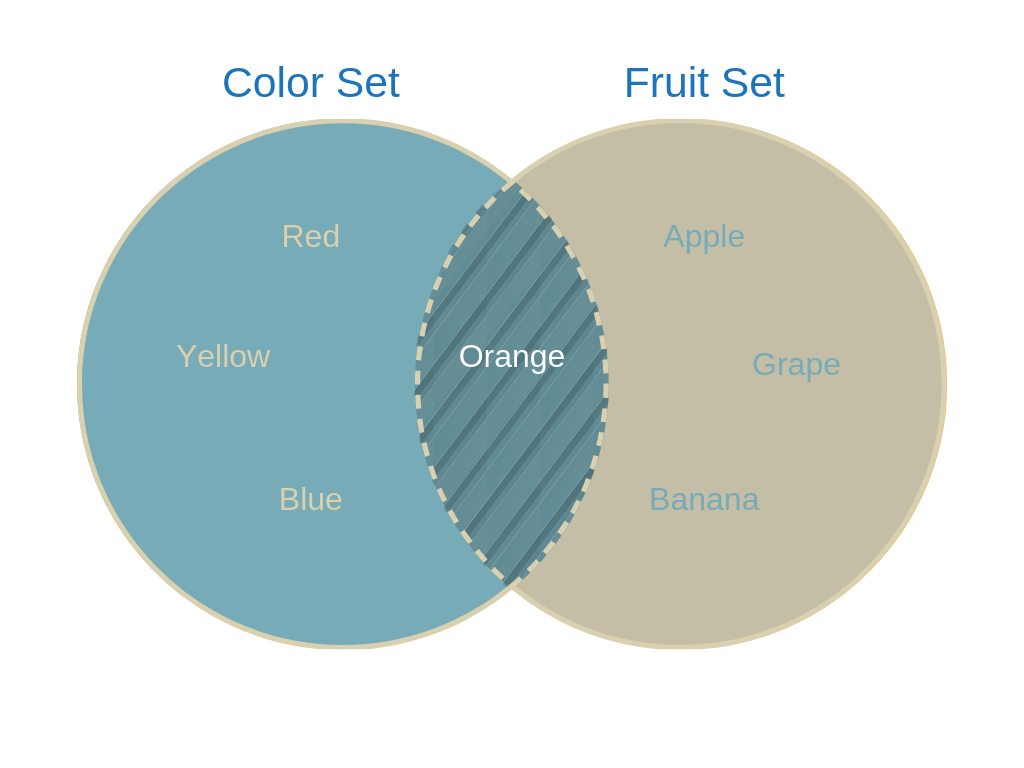 Color Set
Fruit Set
Red
Apple
Yellow
Orange
Grape
Blue
Banana